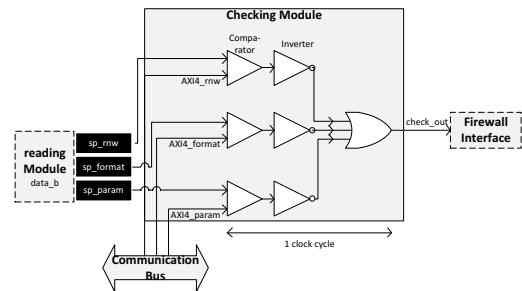 Checking Module
Compa-
rator
Inverter
AXI4_rnw
check_out
Firewall
Interface
AXI4_format
sp_rnw
reading
Module
data_b
sp_format
sp_param
AXI4_param
1 clock cycle
Communication
Bus